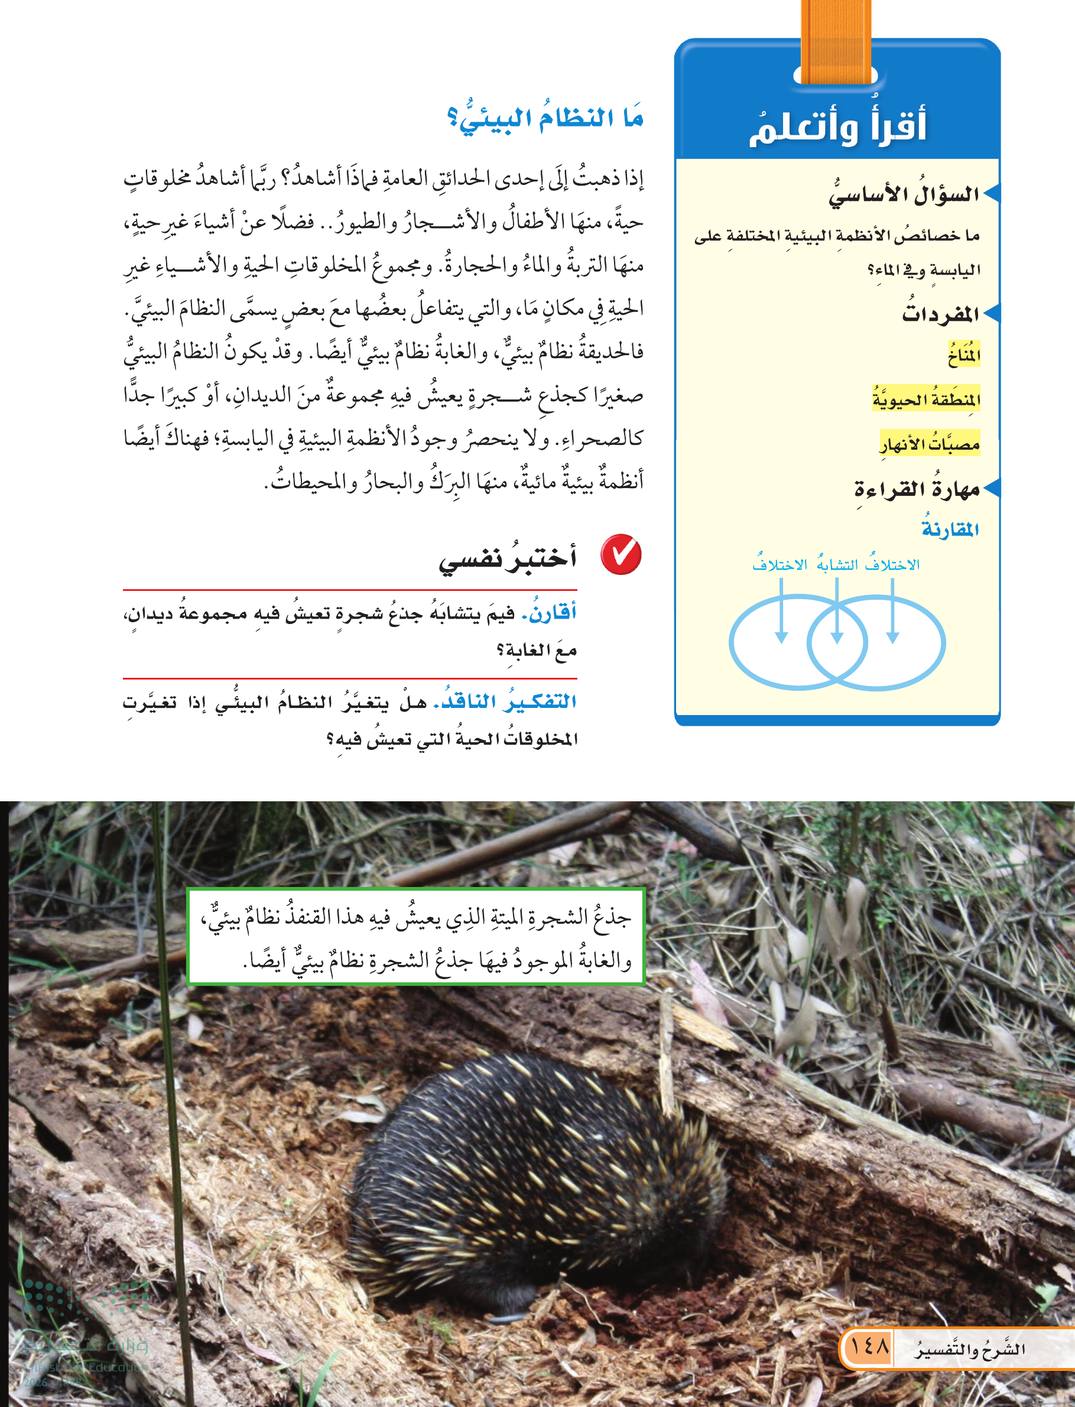 أقرأُ وأتعلمُ
السؤالُ الأساسيُّ
ما خصائصُ الأنظمةِ البيئيةِ المختلفةِ على
اليابسةِ وفي الماءِ؟
المفرداتُ
المُنَاخُ
المِنطَقةُ الحيويَّةُ
مصبَّاتُ الأنهارِ
مهارةُ القراءةِ
المقارنةُ
الاختلافُ التشابهُ الاختلافُ
مَا النظامُ البيئيُّ؟
إذا ذهبتُ إلَى إحدى الحدائقِ العامةِ فماذَا أشاهدُ؟ ربَّما أشاهدُ مخلوقاتٍ
حيةً، منهَا الأطفالُ والأشجارُ والطيورُ.. فضلًا عنْ أشياءَ غيرِ حيةٍ،
منهَا التربةُ والماءُ والحجارةُ. ومجموعُ المخلوقاتِ الحيةِ والأشياءِ غيرِ
الحيةِ فِي مكانٍ مَا، والتي يتفاعلُ بعضُها معَ بعضٍ يسمَّى النظامَ البيئيَّ.
فالحديقةُ نظامٌ بيئيٌّ، والغابةُ نظامٌ بيئيٌّ أيضًا. وقدْ يكونُ النظامُ البيئيُّ
صغيرًا كجذعِ شجرةٍ يعيشُ فيهِ مجموعةٌ منَ الديدانِ، أوْ كبيرًا جدًّا
كالصحراءِ. ولا ينحصرُ وجودُ الأنظمةِ البيئيةِ في اليابسةِ؛ فهناكَ أيضًا
أنظمةٌ بيئيةٌ مائيةٌ، منهَا البِرَكُ والبحارُ والمحيطاتُ.
أختبرُ نفسي
أقارنُ. فيمَ يتشابَهُ جذعُ شجرةٍ تعيشُ فيهِ مجموعةُ ديدانٍ،
معَ الغابةِ؟
التفكيرُ الناقدُ. هلْ يتغيَّرُ النظامُ البيئُي إذا تغيَّرتِ
المخلوقاتُ الحيةُ التي تعيشُ فيهِ؟
جذعُ الشجرةِ الميتةِ الذِي يعيشُ فيهِ هذا القنفذُ نظامٌ بيئيٌّ،
والغابةُ الموجودُ فيهَا جذعُ الشجرةِ نظامٌ بيئيٌّ أيضًا.
الشَّرحُ والتَّفسيرُ ١٤٨